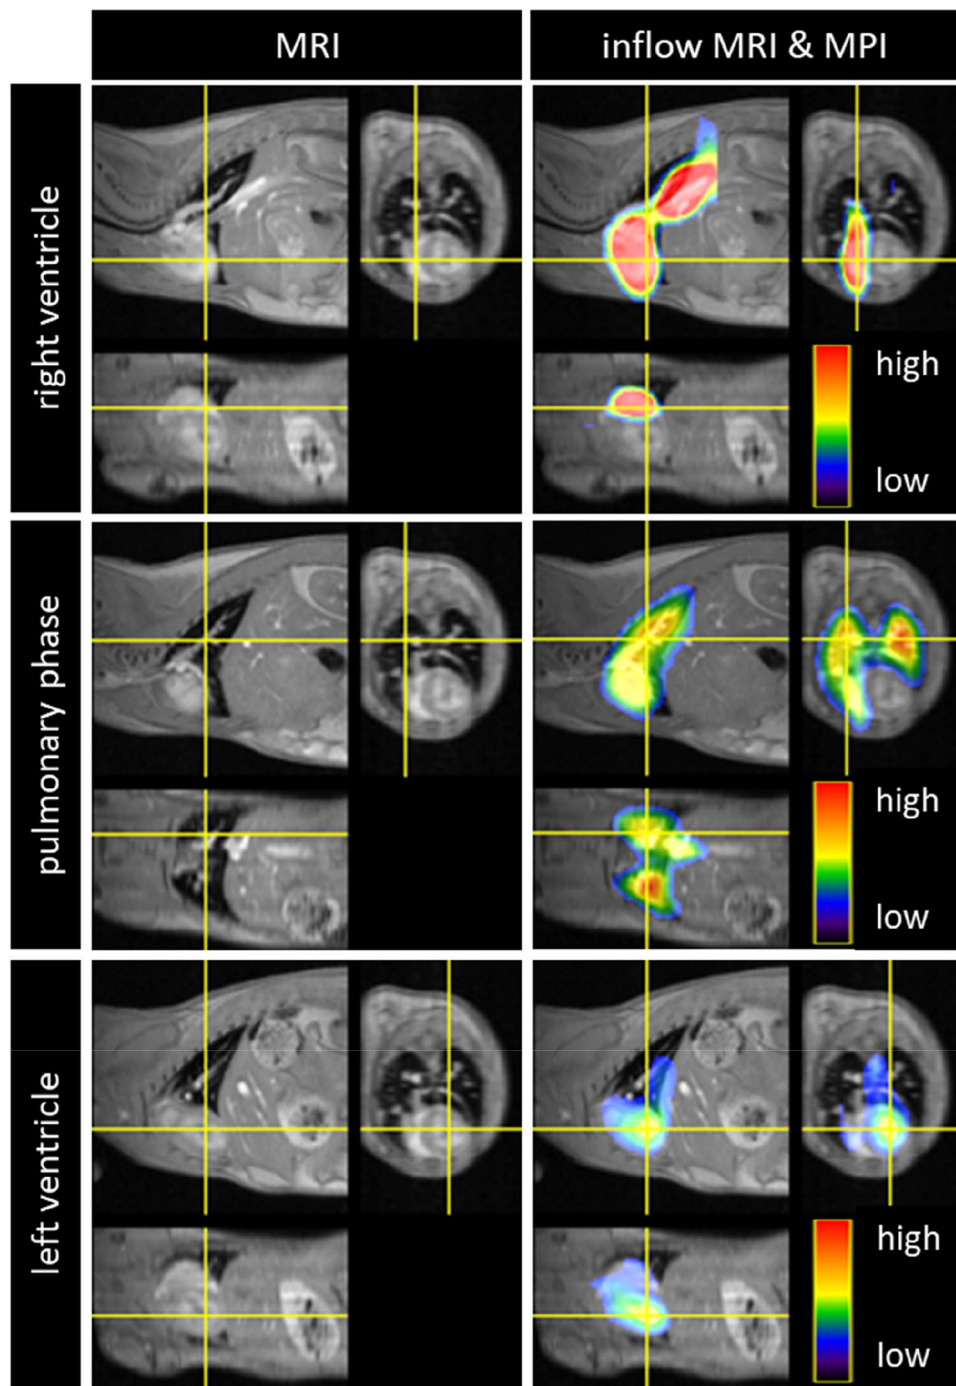 MRI
inflow MRI & MPI
right ventricle
high
low
pulmonary phase
high
low
left ventricle
high
low